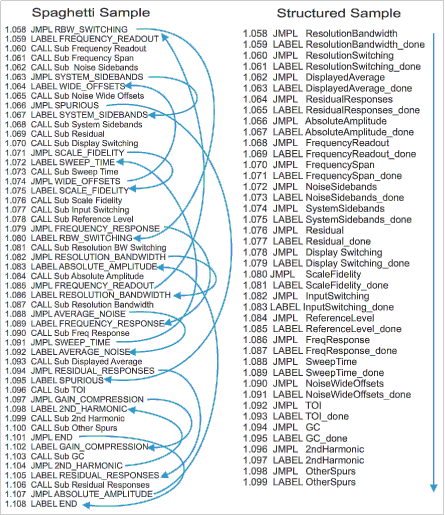 Spaghetti Sample
1.058 JMPL RBW_SWITCHING
1.059 LABEL FREQUENCY_READOUT
1.060 CALL Sub Frequency Readout
1.061 CALL Sub Frequency Span
1.062 CALL Sub Noise Sidebands
1.063 JMPL SYSTEM_SIDEBANDS
1.064 LABEL WIDE_OFFSETS
1.065 CALL Sub Noise Wide Offsets
1.066 JMPL SPURIOUS
1.067 LABEL SYSTEM_SIDEBANDS
1.068 CALL Sub System Sidebands
1.069 CALL Sub Residual
1.070 CALL Sub Display Switching
1.071 JMPL SCALE_FIDELITY
1.072 LABEL SWEEP_TIME
1.073 CALL Sub Sweep Time
1.074 JMPL WIDE_OFFSETS
1.075 LABEL SCALE_FIDELITY
1.076 CALL Sub Scale Fidelity
1.077 CALL Sub Input Switching
1.078 CALL Sub Reference Level
1.079 JMPL FREQUENCY_RESPONSE
1.080 LABEL RBW_SWITCHING
1.081 CALL Sub Resolution BW Switching
1.082 JMPL RESOLUTION_BANDWIDTH
1.083 LABEL ABSOLUTE_AMPLITUDE
1.084 CALL Sub Absolute Amplitude
1.085 JMPL FREQUENCY_READOUT
1.086 LABEL RESOLUTION_BANDWIDTH
1.087 CALL Sub Resolution Bandwidth
1.088 JMPL AVERAGE_NOISE
1.089 LABEL FREQUENCY_RESPONSE
1.090 CALL Sub Freq Response
1.091 JMPL SWEEP_TIME
1.092 LABEL AVERAGE_NOISE
1.093 CALL Sub Displayed Average
1.094 JMPL RESIDUAL_RESPONSES
1.095 LABEL SPURIOUS
1.096 CALL Sub TOI
1.097 JMPL GAIN_COMPRESSION
1.098 LABEL 2ND_HARMONIC
1.099 CALL Sub 2nd Harmonic
1.100 CALL Sub Other Spurs
1.101 JMPL END
1.102 LABEL GAIN_COMPRESSION
1.103 CALL Sub GC
1.104 JMPL 2ND_HARMONIC
1.105 LABEL RESIDUAL_RESPONSES
1.106 CALL Sub Residual Responses
1.107 JMPL ABSOLUTE_AMPLITUDE
1.108 LABEL END
Structured Sample
1.058 JMPL ResolutionBandwidth
1.059 LABEL ResolutionBandwidth_done
1.060 JMPL ResolutionSwitching
1.061 LABEL ResolutionSwitching_done
1.062 JMPL DisplayedAverage
1.063 LABEL DisplayedAverage_done
1.064 JMPL ResidualResponses
1.065 LABEL ResidualResponses_done
1.066 JMPL AbsoluteAmplitude
1.067 LABEL AbsoluteAmplitude_done
1.068 JMPL FrequencyReadout
1.069 LABEL FrequencyReadout_done
1.070 JMPL FrequencySpan
1.071 LABEL FrequencySpan_done
1.072 JMPL NoiseSidebands
1.073 LABEL NoiseSidebands_done
1.074 JMPL SystemSidebands
1.075 LABEL SystemSidebands_done
1.076 JMPL Residual
1.077 LABEL Residual_done
1.078 JMPL Display Switching
1.079 LABEL Display Switching_done
1.080 JMPL ScaleFidelity
1.081 LABEL ScaleFidelity_done
1.082 JMPL InputSwitching
1.083 LABEL InputSwitching_done
1.084 JMPL ReferenceLevel
1.085 LABEL ReferenceLevel_done
1.086 JMPL FreqResponse
1.087 LABEL FreqResponse_done
1.088 JMPL SweepTime
1.089 LABEL SweepTime_done
1.090 JMPL NoiseWideOffsets
1.091 LABEL NoiseWideOffsets_done
1.092 JMPL TOI
1.093 LABEL TOI_done
1.094 JMPL GC
1.095 LABEL GC_done
1.096 JMPL 2ndHarmonic
1.097 LABEL 2ndHarmonic
1.098 JMPL OtherSpurs
1.099 LABEL OtherSpurs